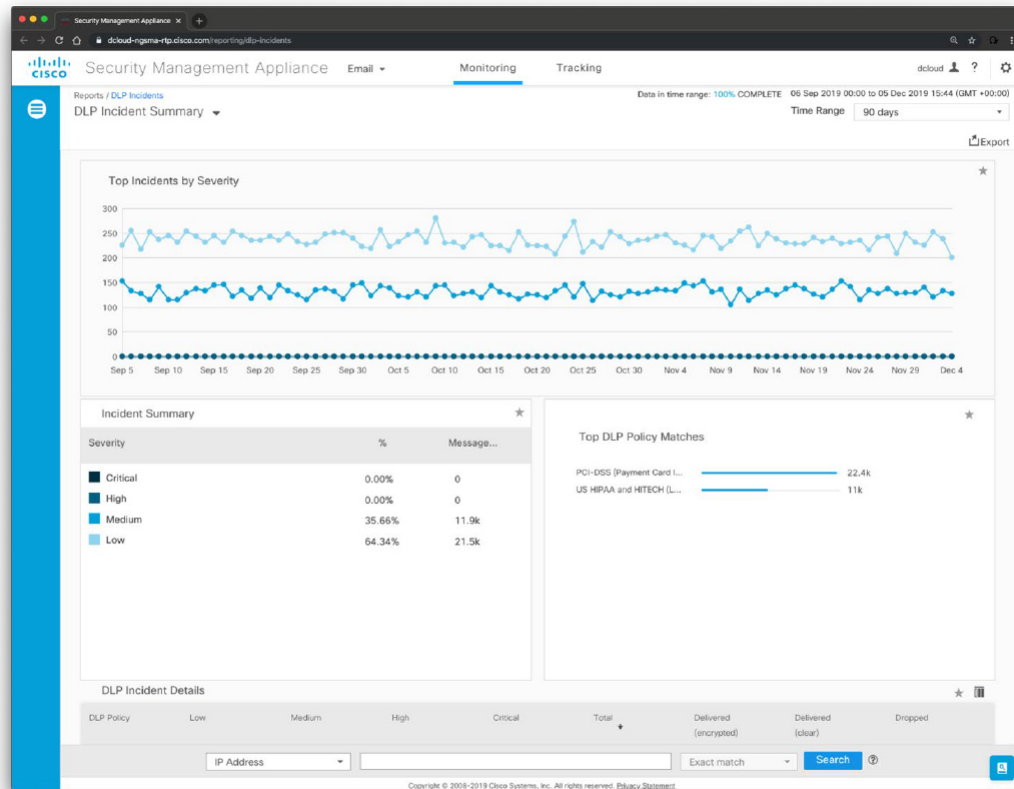 Security Management Appliance
dcloud-ngsma-rtp.cisco.com/reporting/dlp-incidents
CISCO Security Management Appliance Email Monitoring Tracking dcloud ?
Reports / DLP Incidents
Data in time range: 100% COMPLETE 06 Sep 2019 00:00 to 05 Dec 2019 15:44 (GMT +00:00)
DLP Incident Summary
Time Range 90 days
Export
Top Incidents by Severity
300
250
200
150
100
50
0
Sep 5 Sep 10 Sep 15 Sep 20 Sep 25 Sep 30 Oct 5 Oct 10 Oct 15 Oct 20 Oct 25 Oct 30 Nov 4 Nov 9 Nov 14 Nov 19 Nov 24 Nov 29 Dec 4
Incident Summary
Severity % Message...
Critical 0.00% 0
High 0.00% 0
Medium 35.66% 11.9k
Low 64.34% 21.5k
Top DLP Policy Matches
PCI-DSS (Payment Card I... 22.4k
US HIPAA and HITECH (L... 11k
DLP Incident Details
DLP Policy Low Medium High Critical Total Delivered (encrypted) Delivered (clear) Dropped
IP Address Exact match Search ?
Copyright © 2008-2019 Cisco Systems, Inc. All rights reserved. Privacy Statement